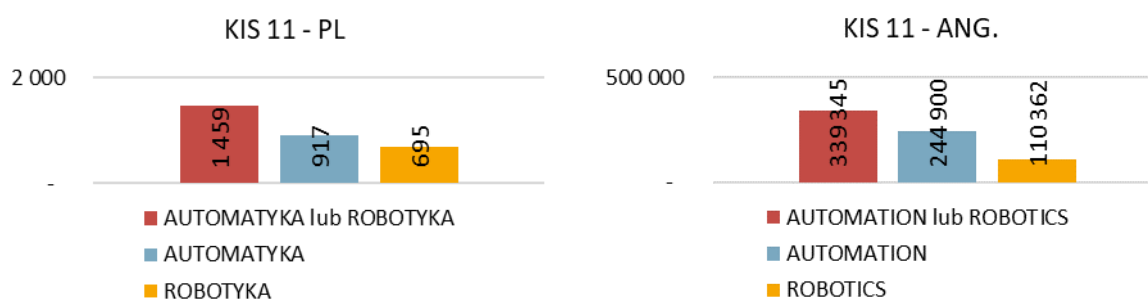 KIS 11 - PL
2 000
1 459
917
695
-
AUTOMATYKA lub ROBOTYKA
AUTOMATYKA
ROBOTYKA
KIS 11 - ANG.
500 000
339 345
244 900
110 362
-
AUTOMATION lub ROBOTICS
AUTOMATION
ROBOTICS